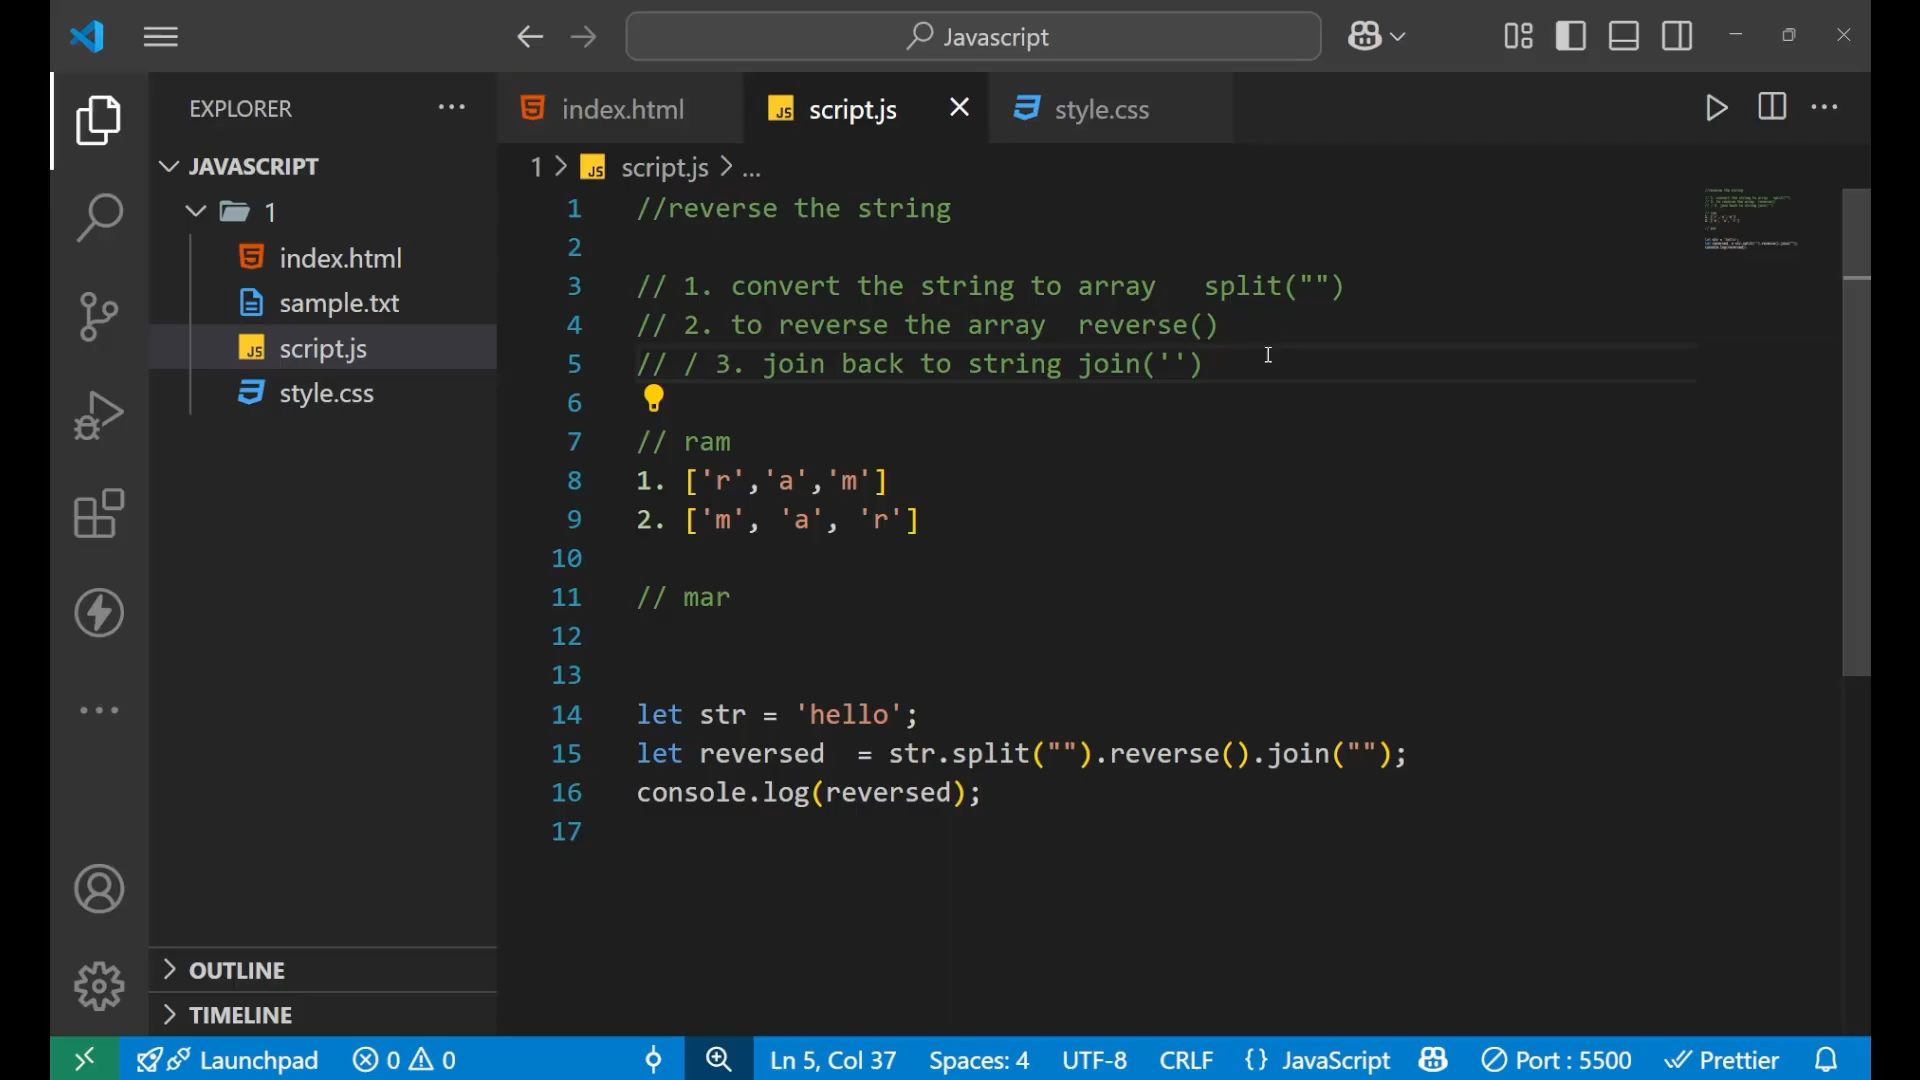 Javascript
EXPLORER
index.html
script.js
style.css
JAVASCRIPT
1
index.html
sample.txt
script.js
style.css
OUTLINE
TIMELINE
1 > script.js > ...
1 //reverse the string
2
3 // 1. convert the string to array   split("")
4 // 2. to reverse the array  reverse()
5 // / 3. join back to string join('')
6
7 // ram
8 1. ['r','a','m']
9 2. ['m', 'a', 'r']
10
11 // mar
12
13
14 let str = 'hello';
15 let reversed  = str.split("").reverse().join("");
16 console.log(reversed);
17
Launchpad 0 0 Ln 5, Col 37 Spaces: 4 UTF-8 CRLF {} JavaScript Port : 5500 Prettier